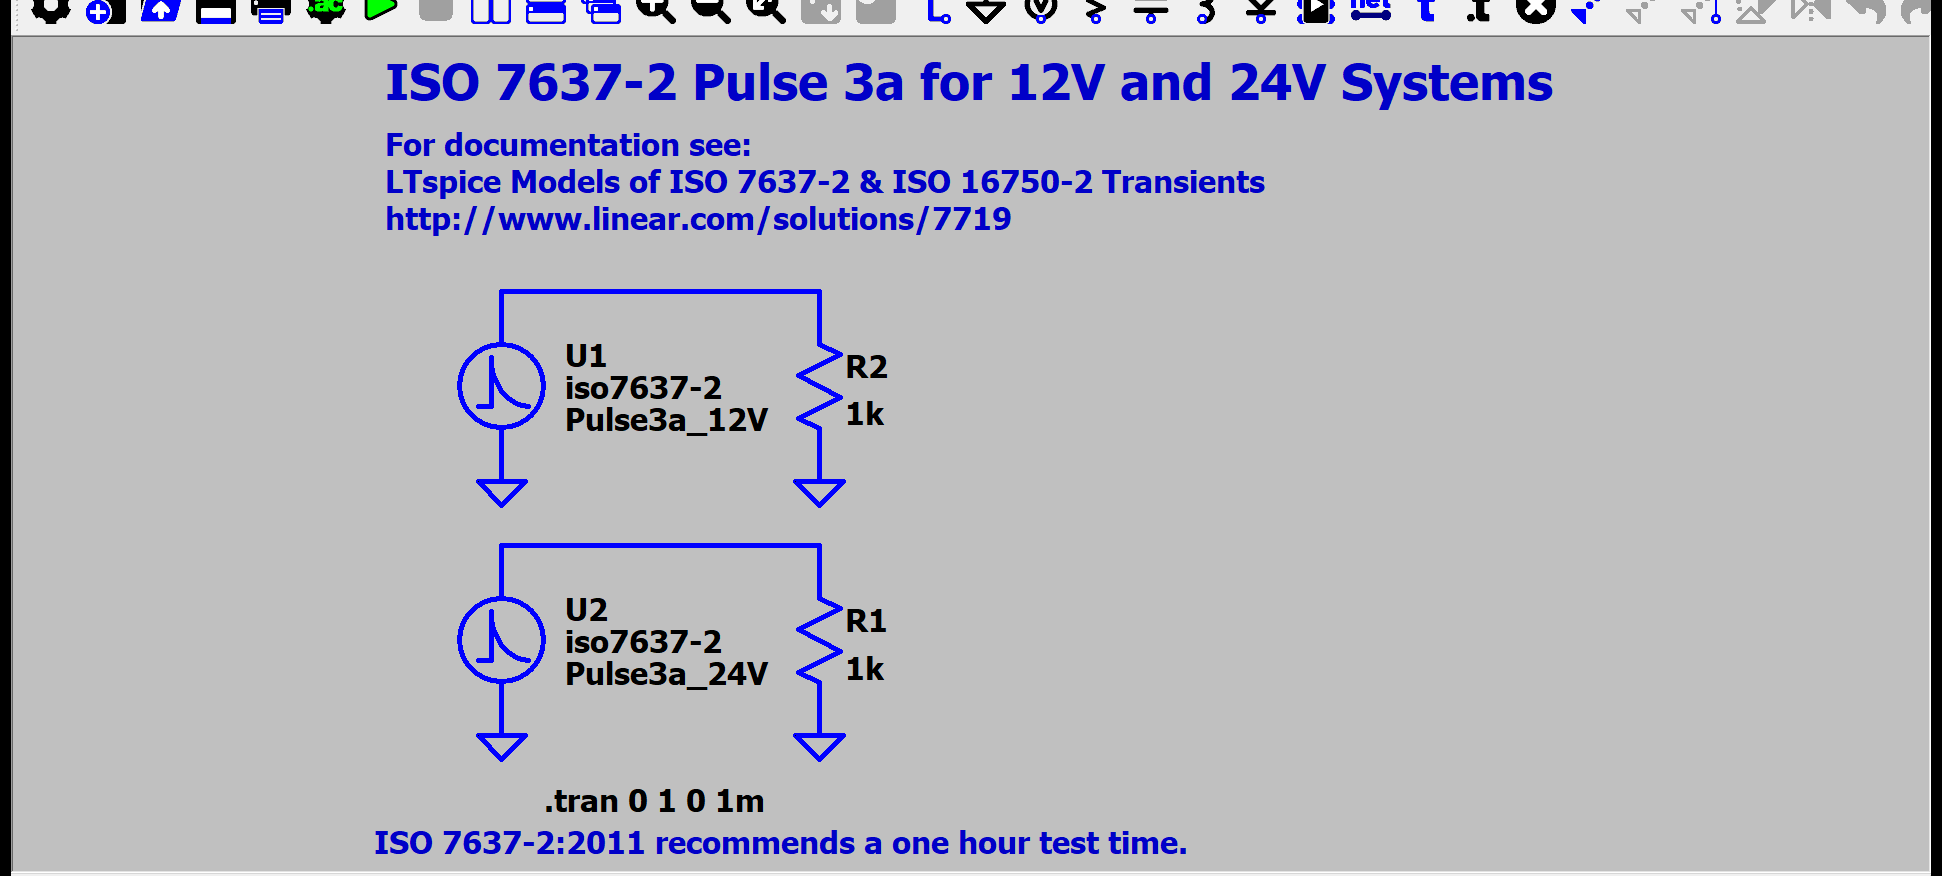 .ac
net
t
.t
ISO 7637-2 Pulse 3a for 12V and 24V Systems
For documentation see:
LTspice Models of ISO 7637-2 & ISO 16750-2 Transients
http://www.linear.com/solutions/7719
U1
iso7637-2
Pulse3a_12V
R2
1k
U2
iso7637-2
Pulse3a_24V
R1
1k
.tran 0 1 0 1m
ISO 7637-2:2011 recommends a one hour test time.